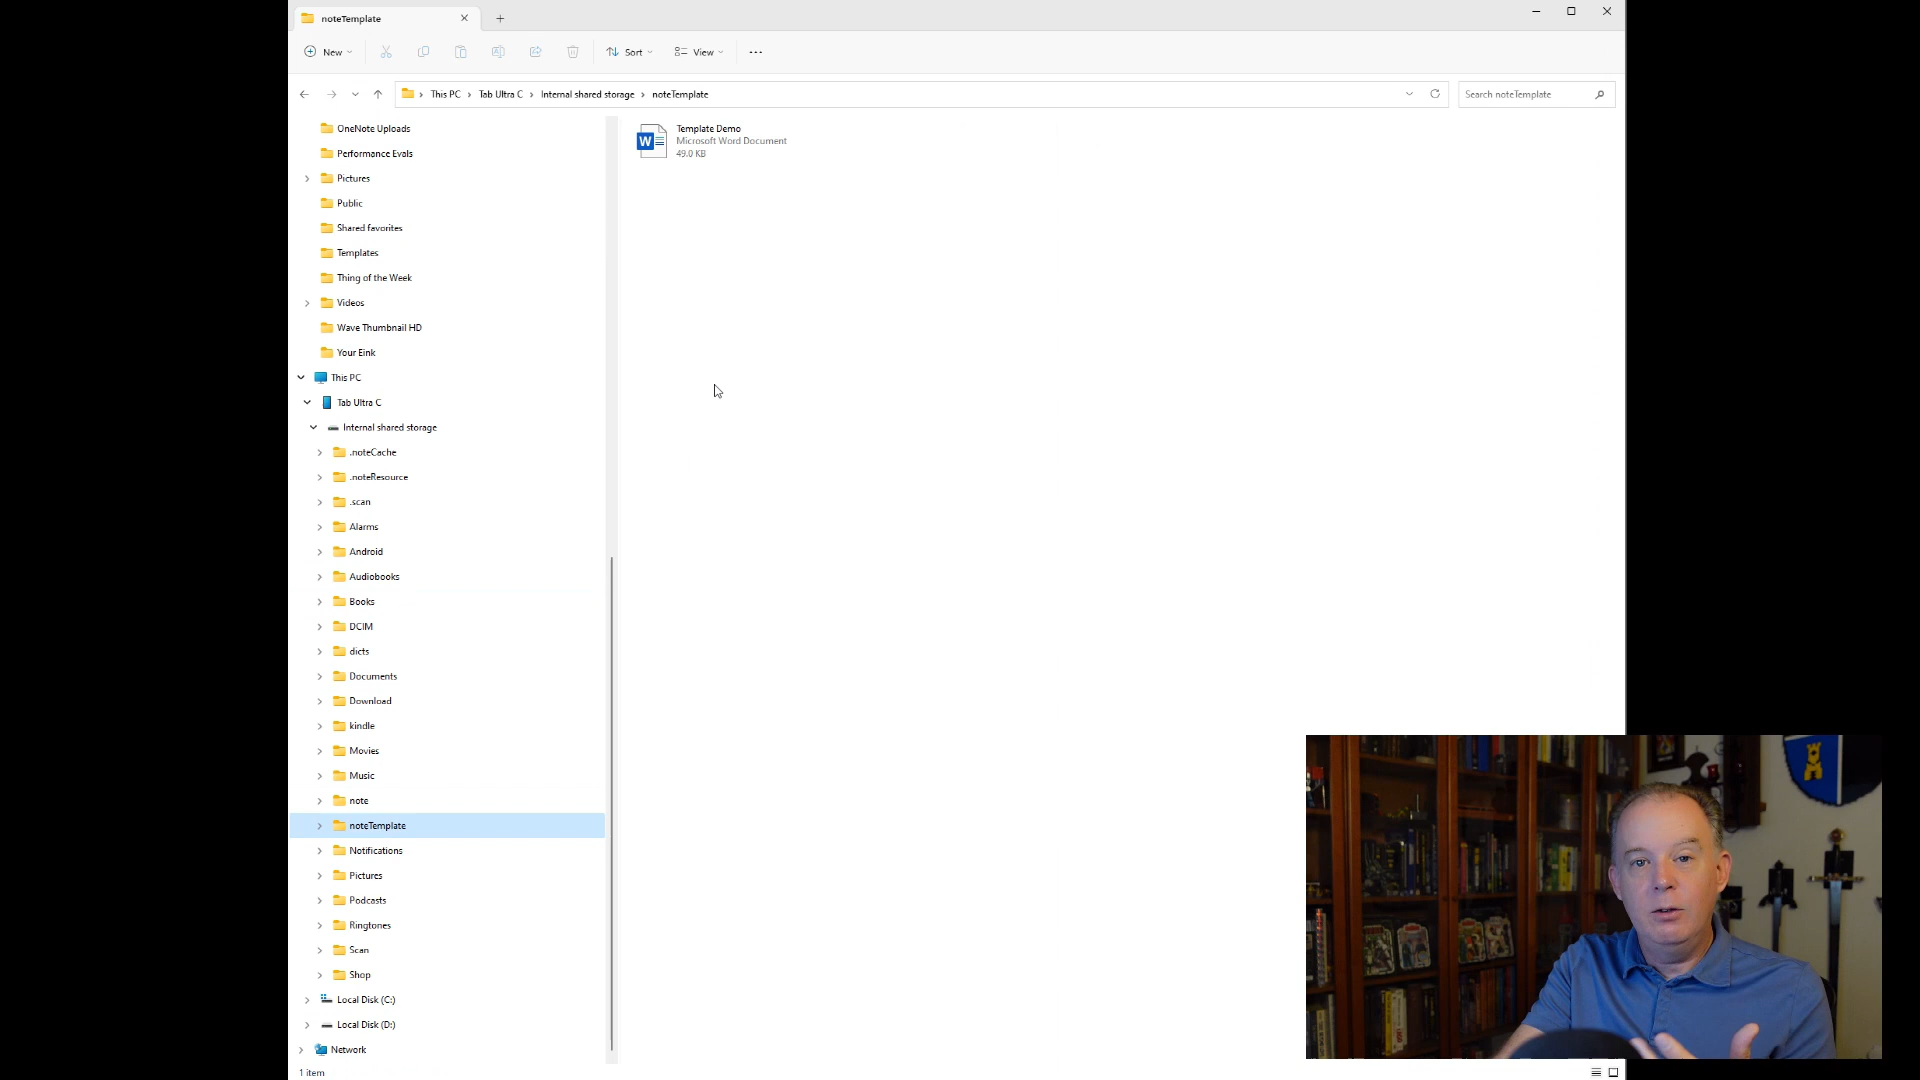 noteTemplate
New
Sort
View
This PC
Tab Ultra C
Internal shared storage
noteTemplate
Search noteTemplate
OneNote Uploads
Performance Evals
Pictures
Public
Shared favorites
Templates
Thing of the Week
Videos
Wave Thumbnail HD
Your Eink
This PC
Tab Ultra C
Internal shared storage
.noteCache
.noteResource
.scan
Alarms
Android
Audiobooks
Books
DCIM
dicts
Documents
Download
kindle
Movies
Music
note
noteTemplate
Notifications
Pictures
Podcasts
Ringtones
Scan
Shop
Local Disk (C:)
Local Disk (D:)
Network
1 item
W
Template Demo
Microsoft Word Document
49.0 KB